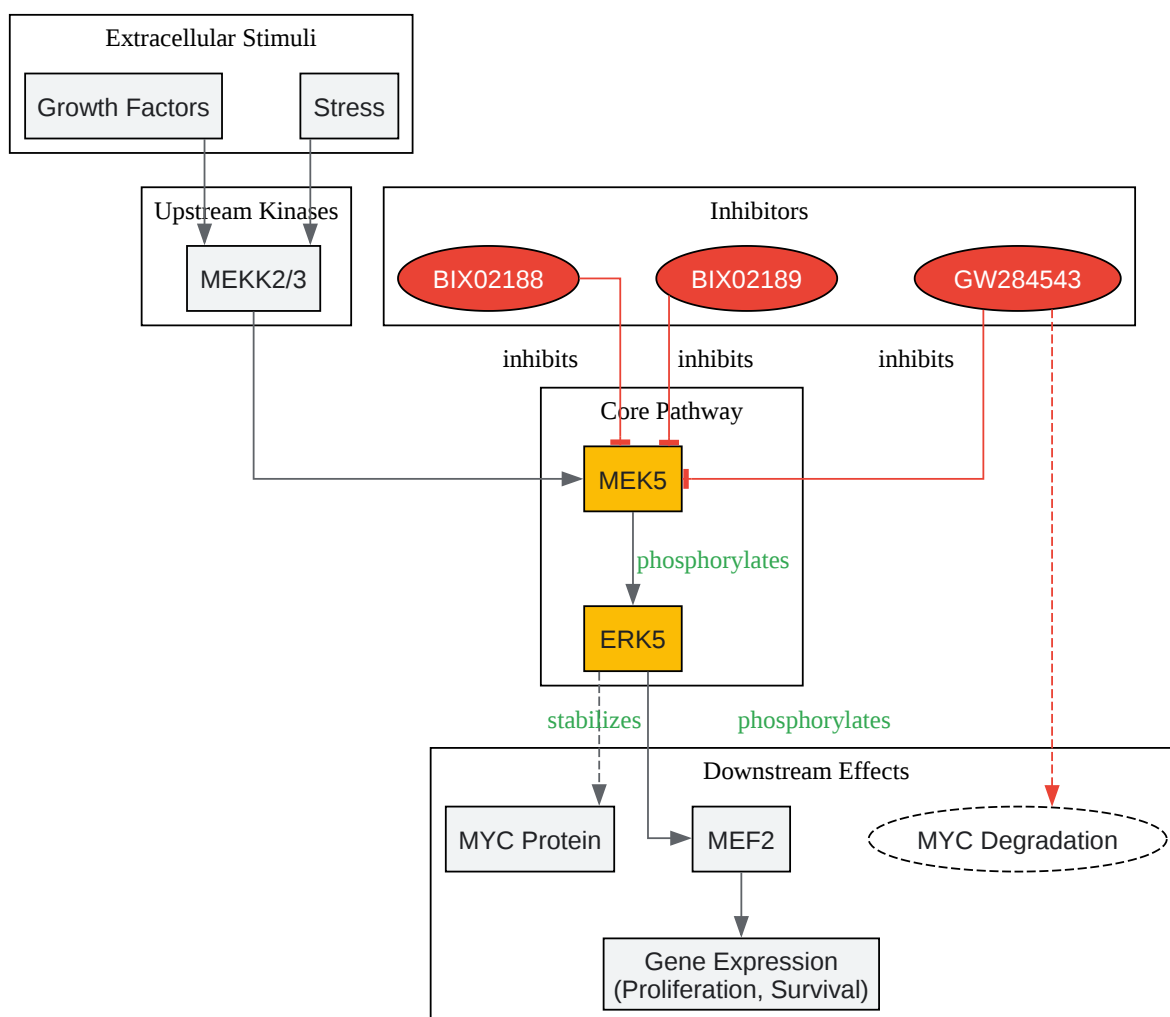 Extracellular Stimuli
Growth Factors
Stress
Upstream Kinases
MEKK2/3
Inhibitors
BIX02188
BIX02189
GW284543
inhibits
inhibits
inhibits
Core Pathway
MEK5
phosphorylates
ERK5
stabilizes
phosphorylates
Downstream Effects
MYC Protein
MEF2
MYC Degradation
Gene Expression
(Proliferation, Survival)